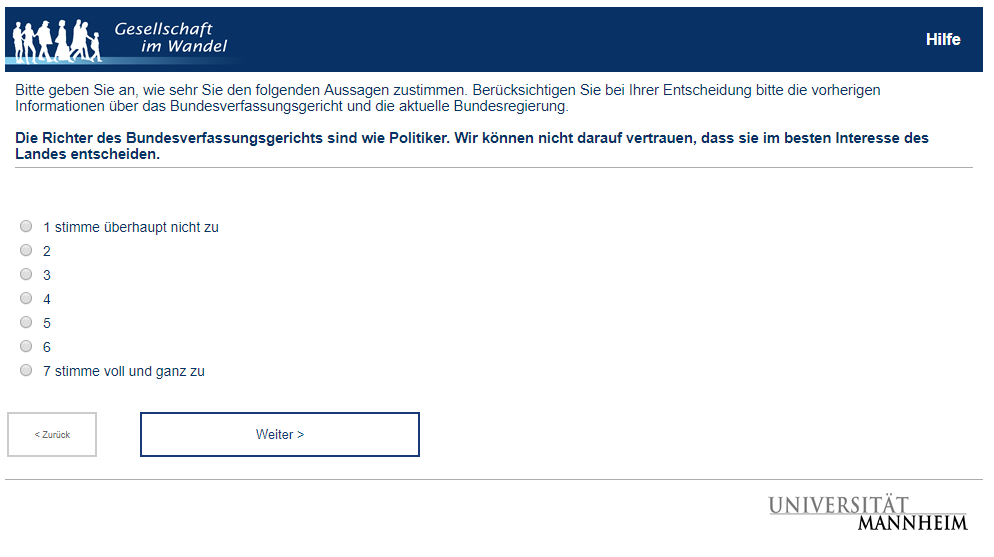 Gesellschaft
im Wandel
Hilfe
Bitte geben Sie an, wie sehr Sie den folgenden Aussagen zustimmen. Berücksichtigen Sie bei Ihrer Entscheidung bitte die vorherigen
Informationen über das Bundesverfassungsgericht und die aktuelle Bundesregierung.
Die Richter des Bundesverfassungsgerichts sind wie Politiker. Wir können nicht darauf vertrauen, dass sie im besten Interesse des
Landes entscheiden.
1 stimme überhaupt nicht zu
2
3
4
5
6
7 stimme voll und ganz zu
< Zurück
Weiter >
UNIVERSITÄT
MANNHEIM